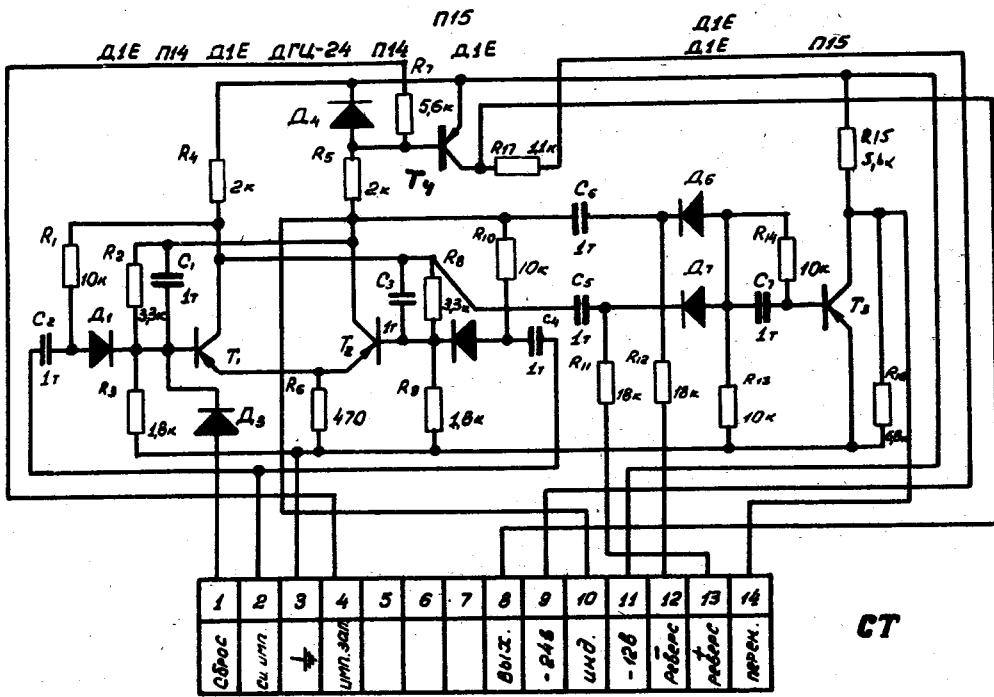 П15
Д1Е
Д1Е П14 Д1Е ДГЦ-24 П14 Д1Е Д1Е П15
R7
Д4 5,6к
R17 1,1к R15
R4 R5 T4 5,6к
2к 2к
C6 Д6
R1 R2 C1 R8 R10 1т R14
10к 3,3к 1т C3 3,3к 10к C5 Д7 C7 10к
C2 Д1 T1 T2 1т C4 1т 1т T3
1т R3 R6 R9 1т R11 R12 R13 R16
1,8к Д3 470 1,8к 18к 18к 10к
1 2 3 4 5 6 7 8 9 10 11 12 13 14
Сброс
Си имп.
имп.зап
Вых.
-24в
инд.
-12в
- реверс
+ реверс
перен.
СТ